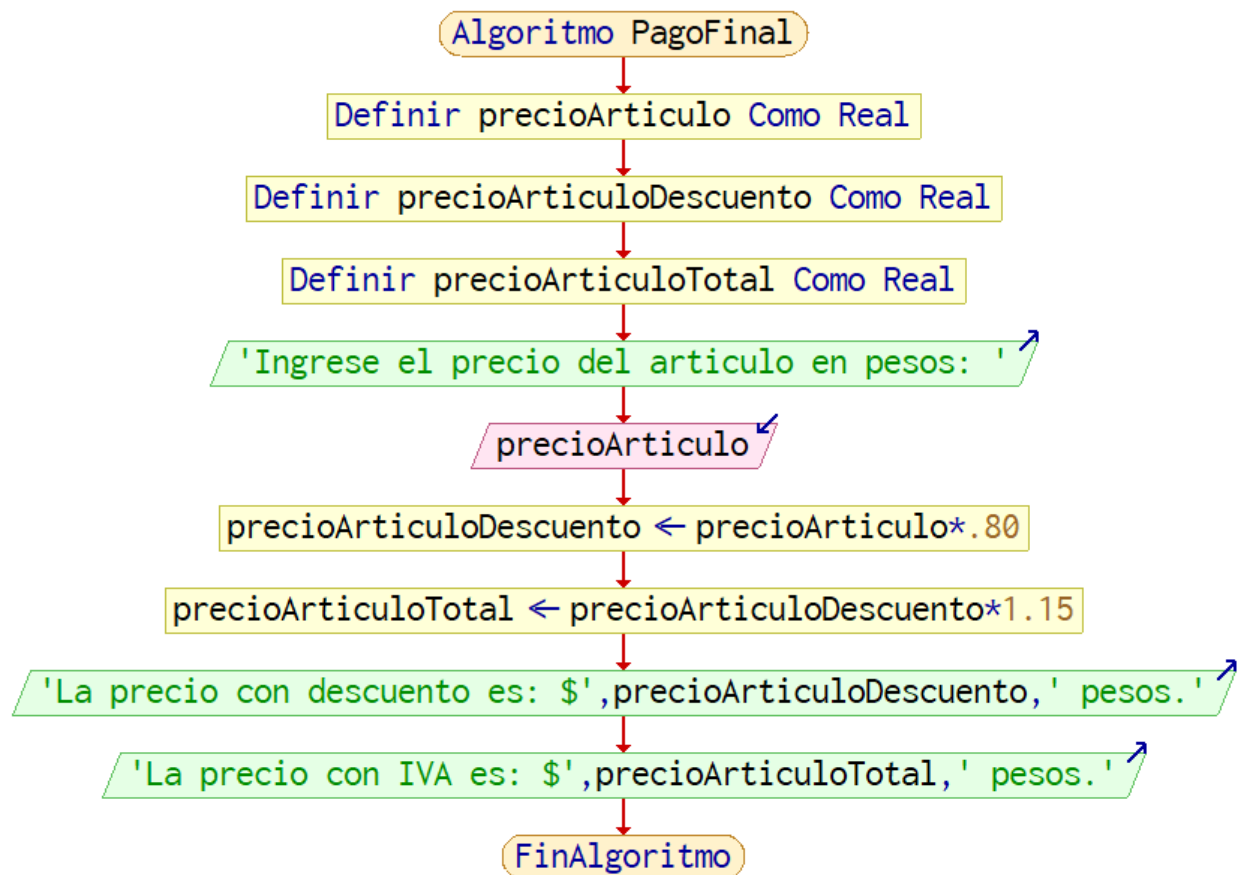 Algoritmo PagoFinal
Definir precioArticulo Como Real
Definir precioArticuloDescuento Como Real
Definir precioArticuloTotal Como Real
'Ingrese el precio del articulo en pesos: '
precioArticulo
precioArticuloDescuento ← precioArticulo*.80
precioArticuloTotal ← precioArticuloDescuento*1.15
'La precio con descuento es: $',precioArticuloDescuento,' pesos.'
'La precio con IVA es: $',precioArticuloTotal,' pesos.'
FinAlgoritmo